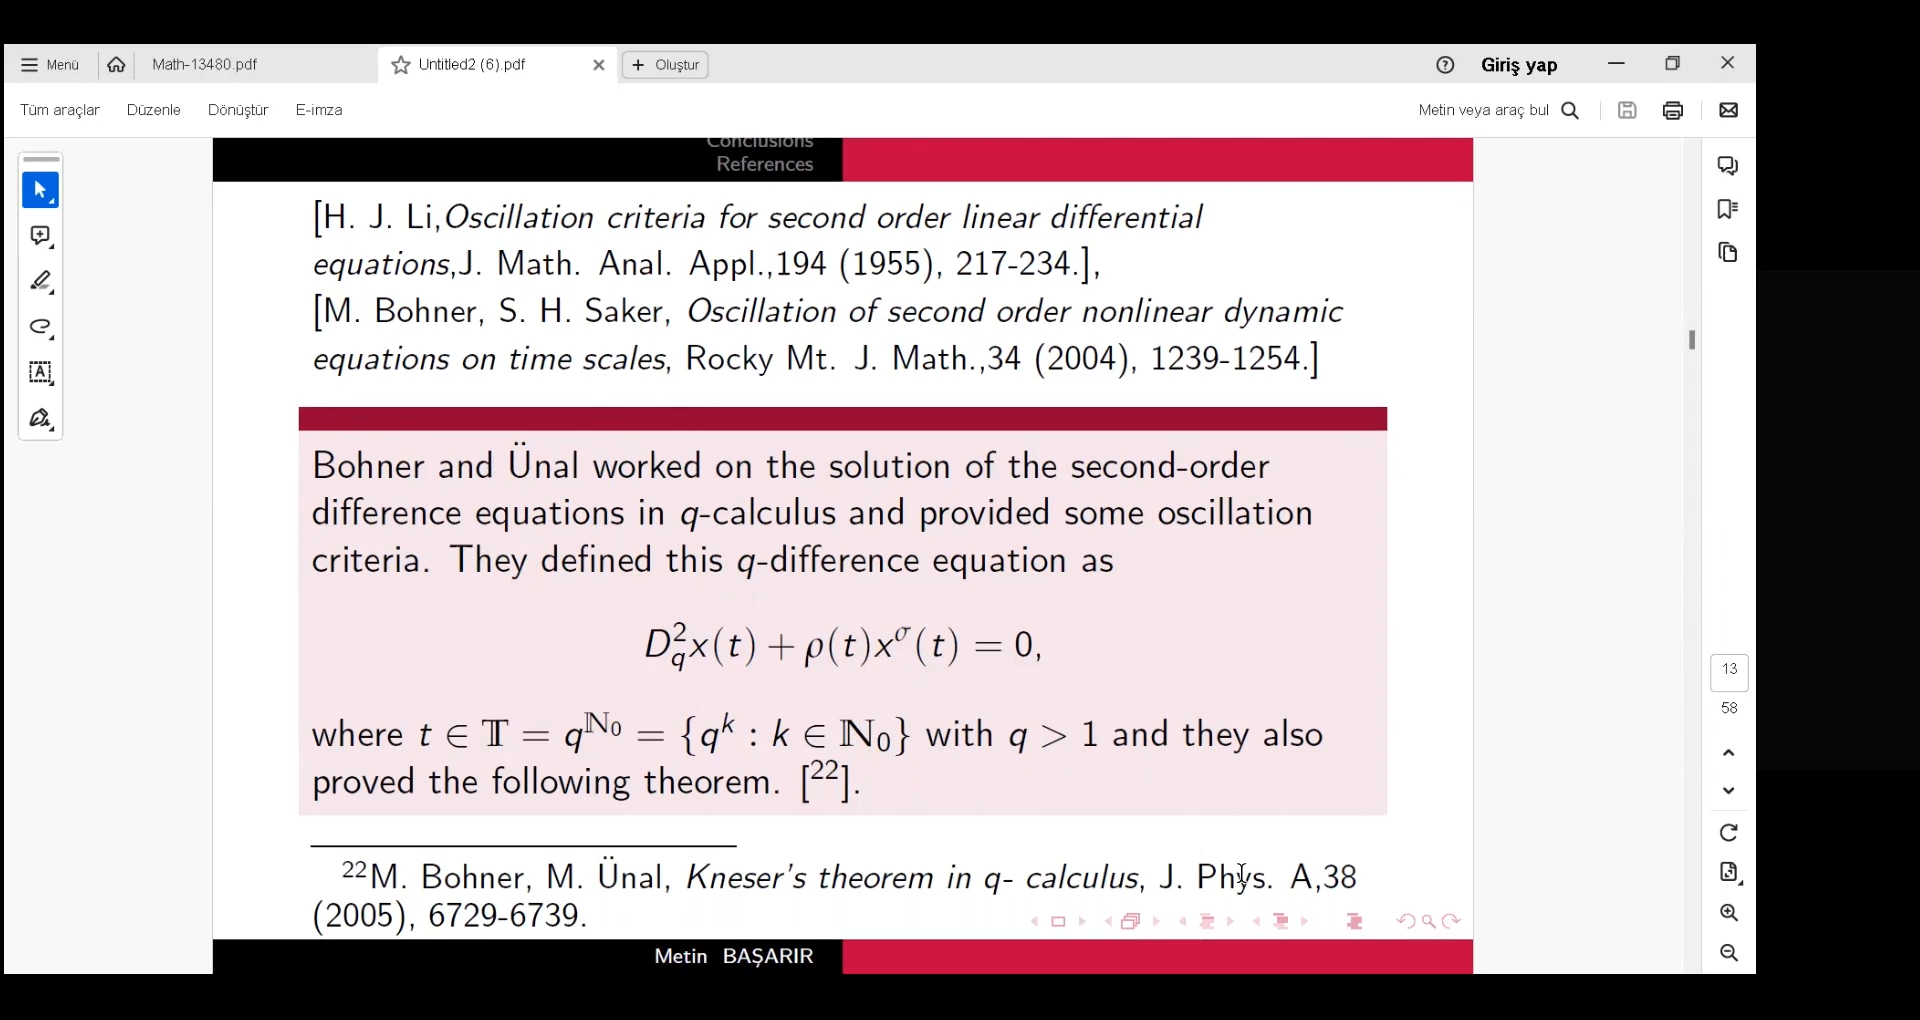 Menü
Math-13480.pdf
Untitled2 (6).pdf
Oluştur
Giriş yap
Tüm araçlar Düzenle Dönüştür E-imza
Metin veya araç bul
Conclusions
References
[H. J. Li,Oscillation criteria for second order linear differential
equations,J. Math. Anal. Appl.,194 (1955), 217-234.],
[M. Bohner, S. H. Saker, Oscillation of second order nonlinear dynamic
equations on time scales, Rocky Mt. J. Math.,34 (2004), 1239-1254.]
Bohner and Ünal worked on the solution of the second-order
difference equations in q-calculus and provided some oscillation
criteria. They defined this q-difference equation as
D_q^2 x(t) + ρ(t)x^σ(t) = 0,
where t ∈ 𝕋 = q^{ℕ_0} = {q^k : k ∈ ℕ_0} with q > 1 and they also
proved the following theorem. [^{22}].
^{22}M. Bohner, M. Ünal, Kneser's theorem in q- calculus, J. Phys. A,38
(2005), 6729-6739.
Metin BAŞARIR
13
58